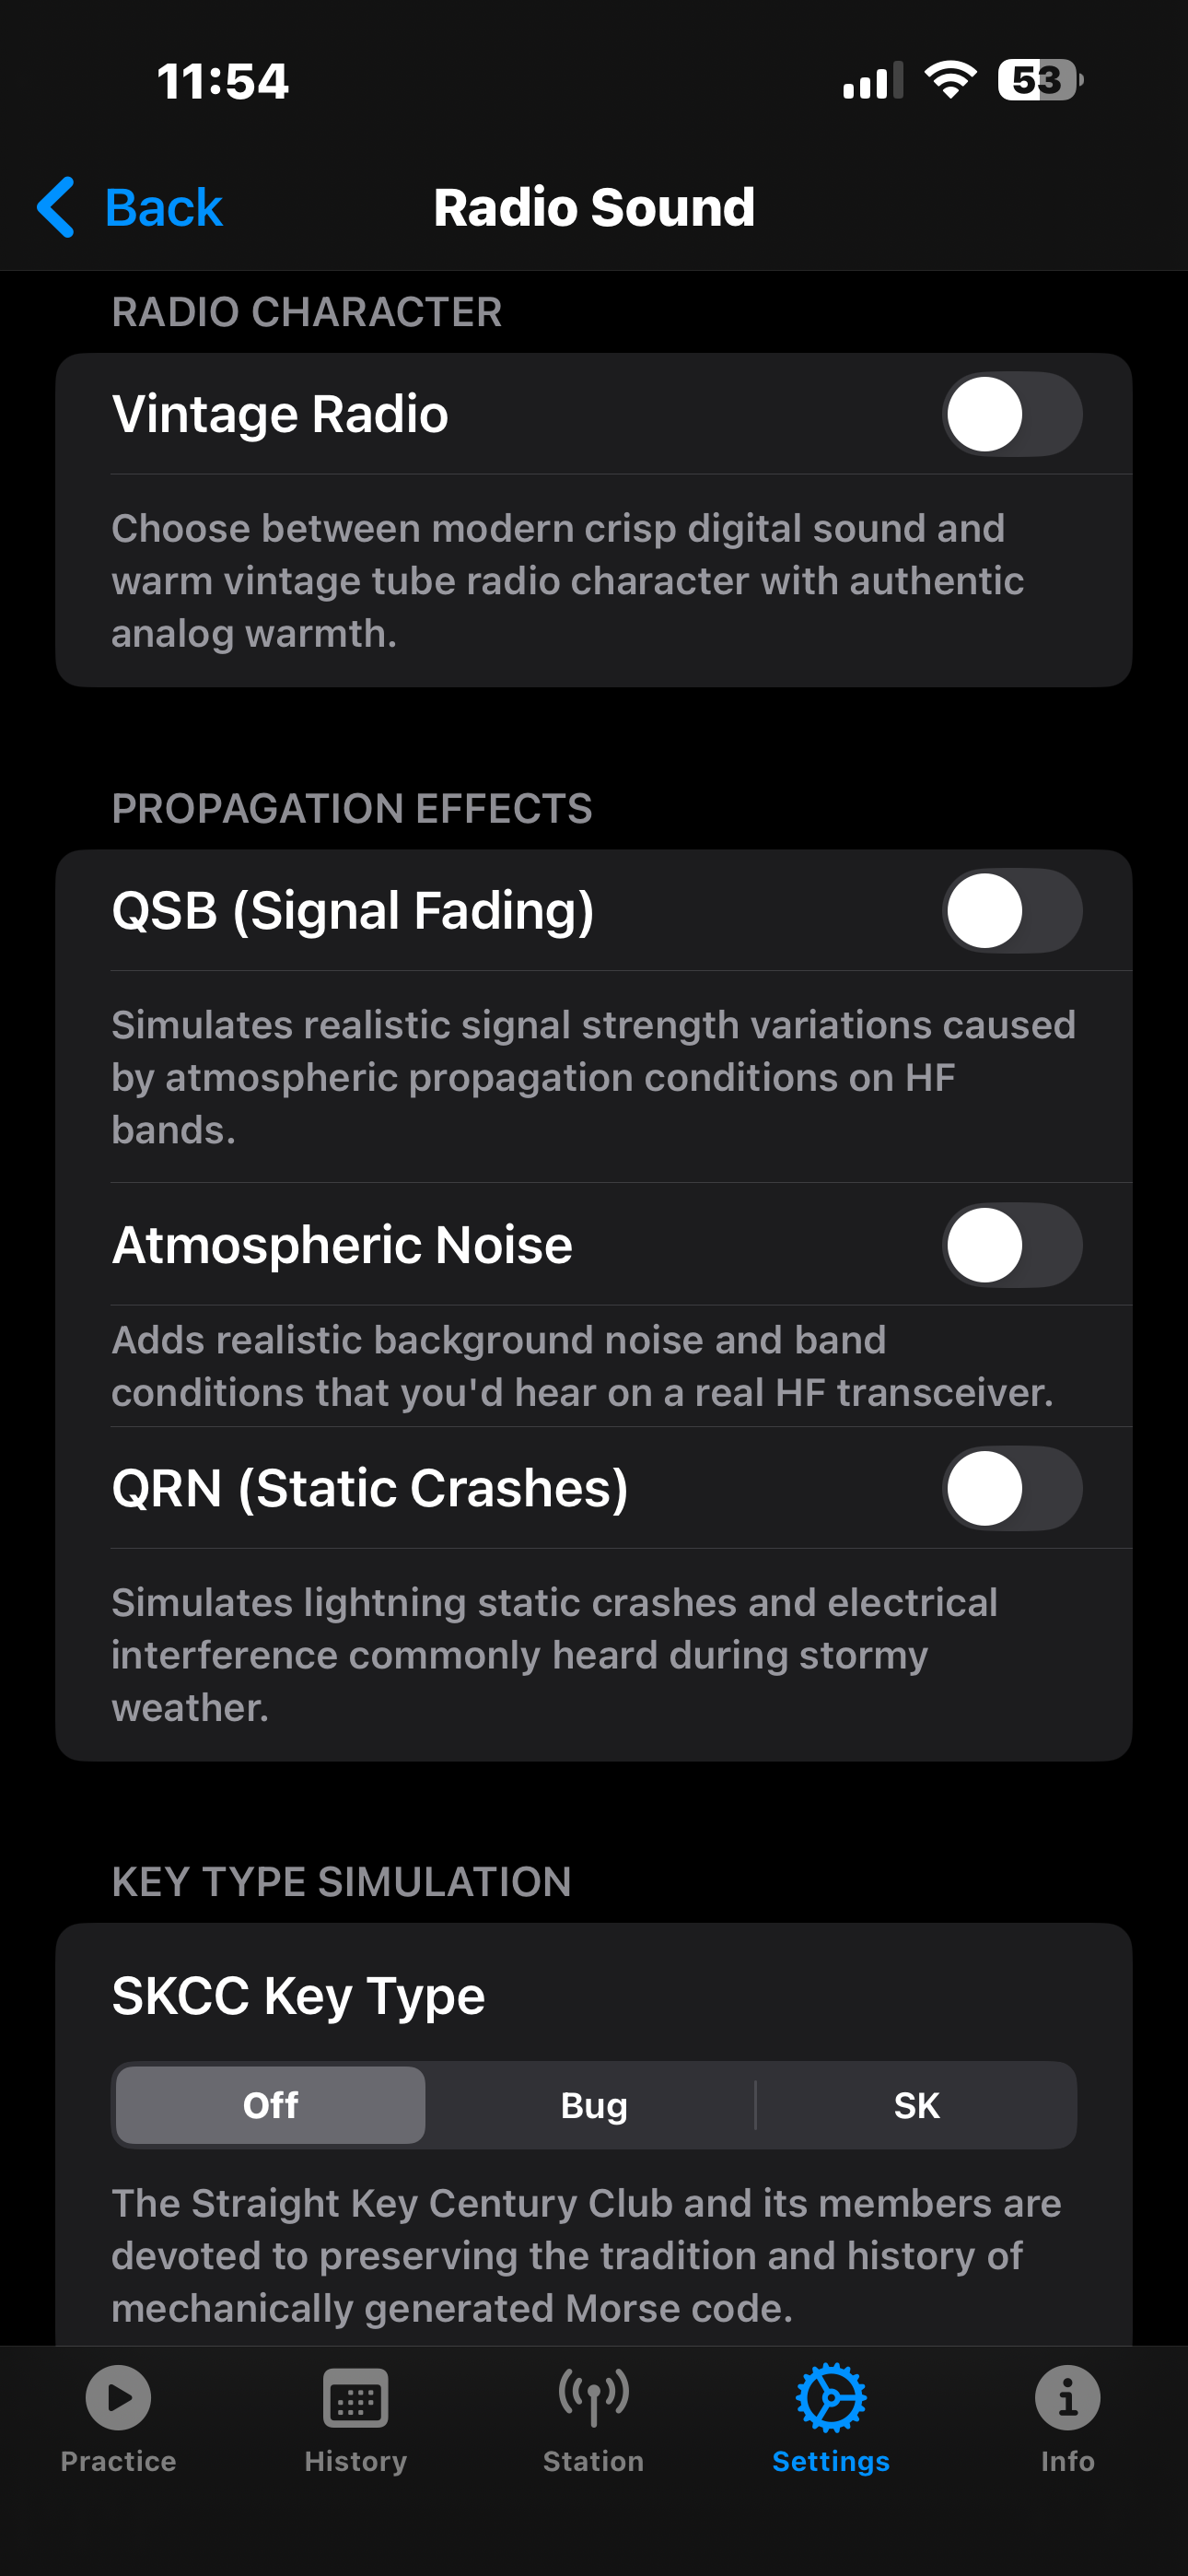 11:54
53
Back
Radio Sound
RADIO CHARACTER
Vintage Radio
Choose between modern crisp digital sound and
warm vintage tube radio character with authentic
analog warmth.
PROPAGATION EFFECTS
QSB (Signal Fading)
Simulates realistic signal strength variations caused
by atmospheric propagation conditions on HF
bands.
Atmospheric Noise
Adds realistic background noise and band
conditions that you'd hear on a real HF transceiver.
QRN (Static Crashes)
Simulates lightning static crashes and electrical
interference commonly heard during stormy
weather.
KEY TYPE SIMULATION
SKCC Key Type
Off
Bug
SK
The Straight Key Century Club and its members are
devoted to preserving the tradition and history of
mechanically generated Morse code.
Practice
History
Station
Settings
Info